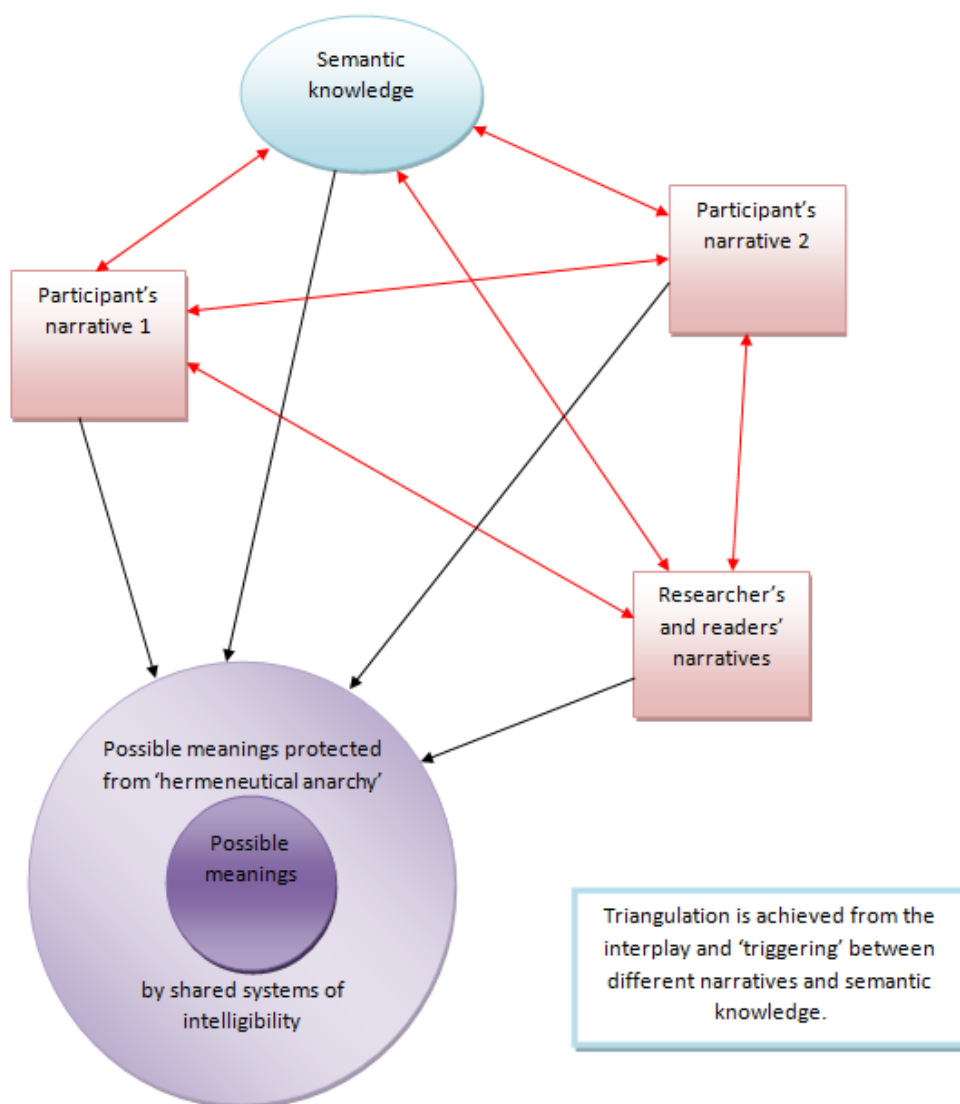 Semantic
knowledge
Participant's
narrative 2
Participant's
narrative 1
Researcher's
and readers'
narratives
Possible meanings protected
from ‘hermeneutical anarchy’
Possible
meanings
by shared systems of
intelligibility
Triangulation is achieved from the
interplay and ‘triggering’ between
different narratives and semantic
knowledge.